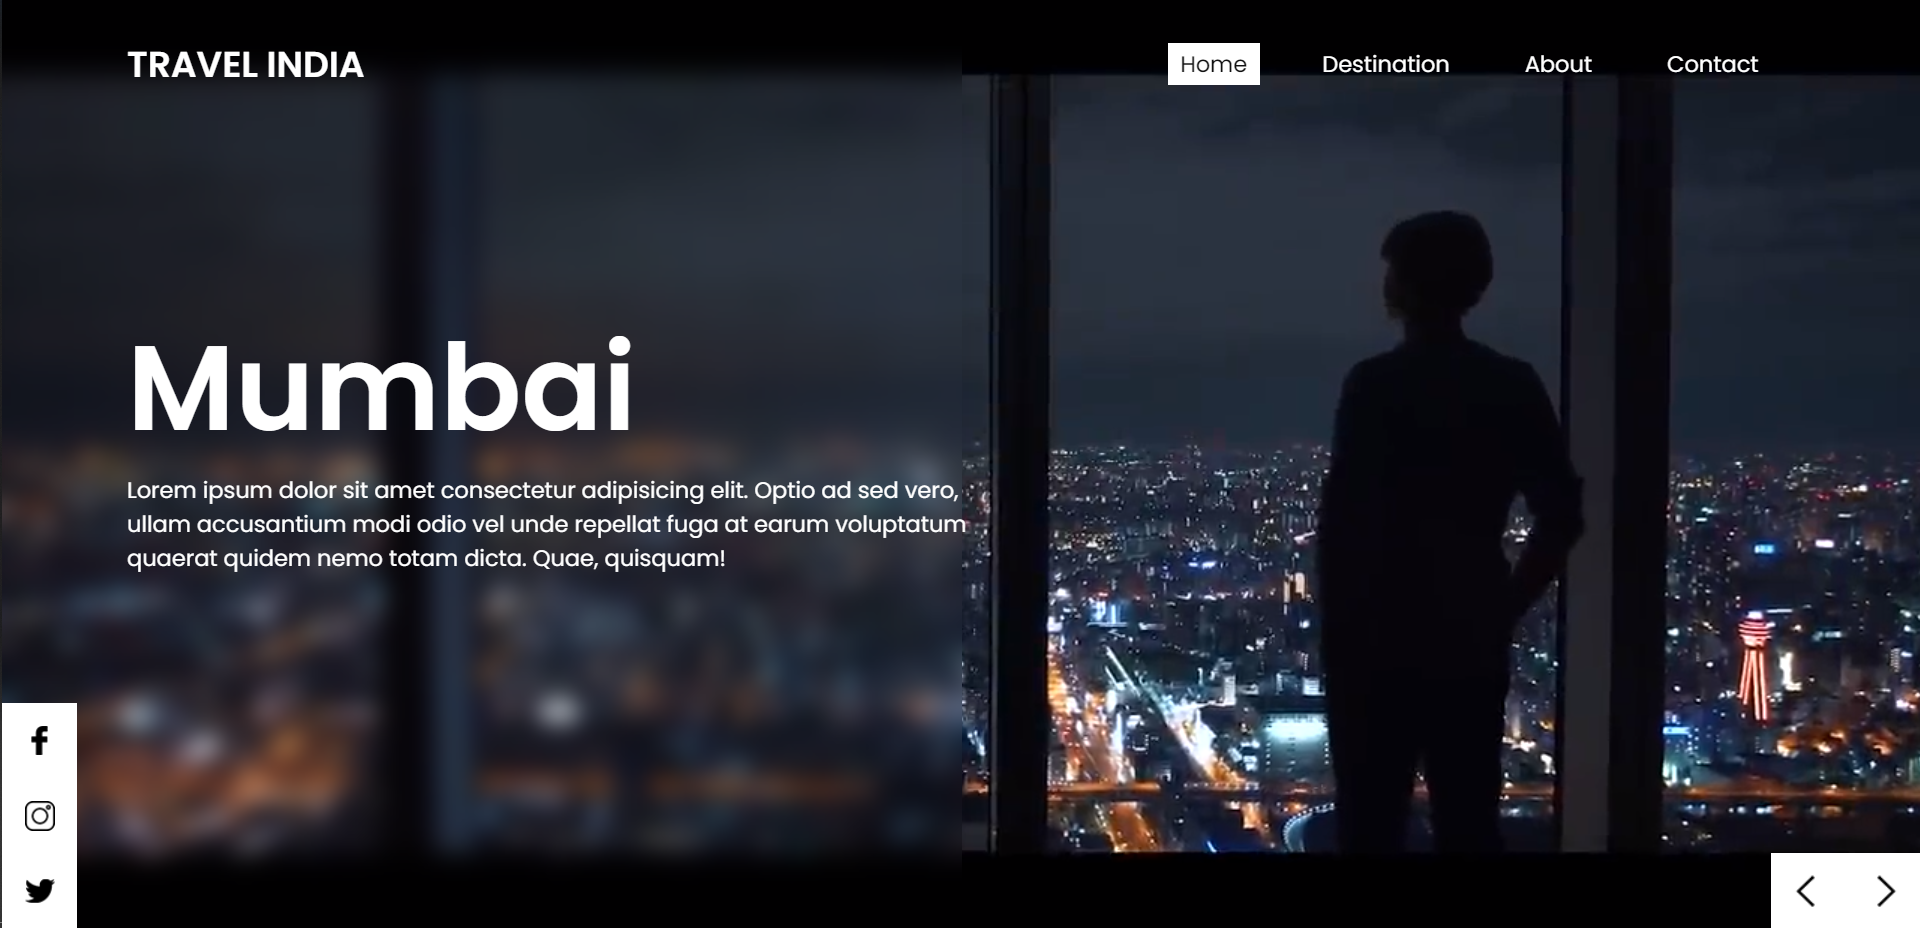 TRAVEL INDIA
Home
Destination
About
Contact
Mumbai
Lorem ipsum dolor sit amet consectetur adipisicing elit. Optio ad sed vero,
ullam accusantium modi odio vel unde repellat fuga at earum voluptatum
quaerat quidem nemo totam dicta. Quae, quisquam!